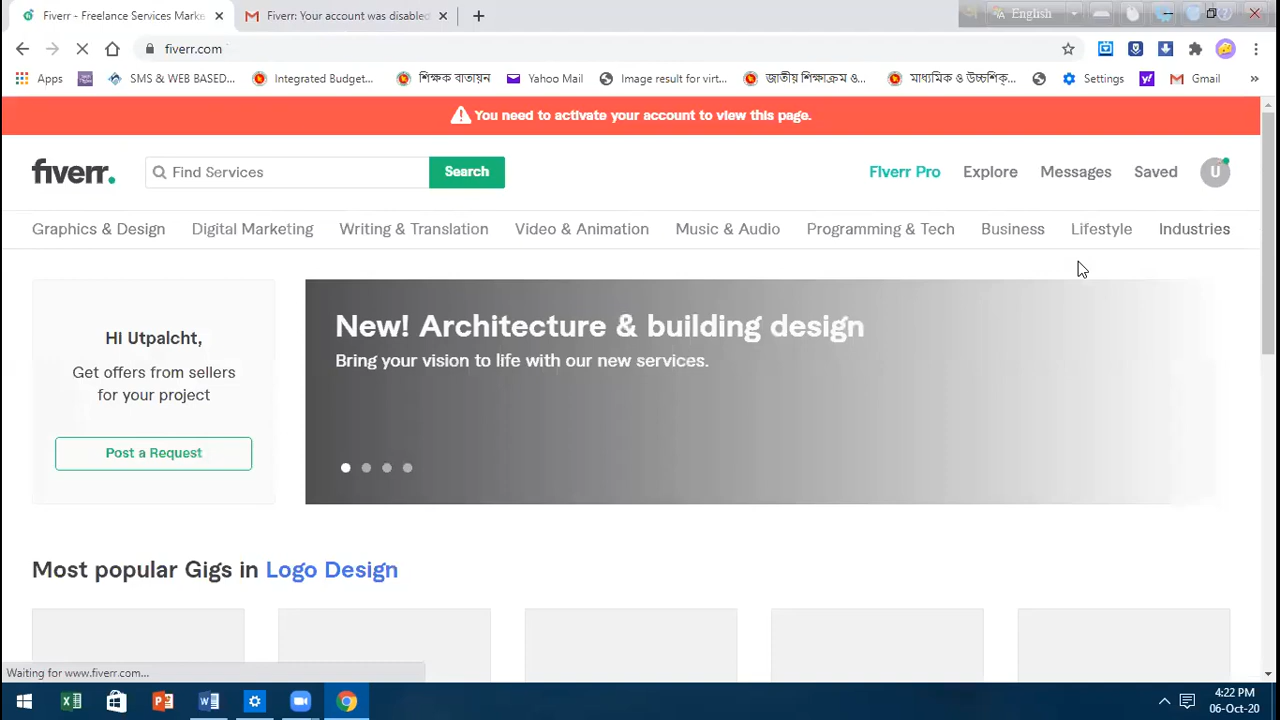 Fiverr - Freelance Services Marke
Fiverr: Your account was disabled
English
fiverr.com
Apps
SMS & WEB BASED...
Integrated Budget...
শিক্ষক বাতায়ন
Yahoo Mail
Image result for virt...
জাতীয় শিক্ষাক্রম ও...
মাধ্যমিক ও উচ্চশিক্...
Settings
Gmail
You need to activate your account to view this page.
fiverr.
Find Services
Search
Fiverr Pro
Explore
Messages
Saved
U
Graphics & Design
Digital Marketing
Writing & Translation
Video & Animation
Music & Audio
Programming & Tech
Business
Lifestyle
Industries
Hi Utpalcht,
Get offers from sellers
for your project
Post a Request
New! Architecture & building design
Bring your vision to life with our new services.
Most popular Gigs in Logo Design
Waiting for www.fiverr.com...
4:22 PM
06-Oct-20